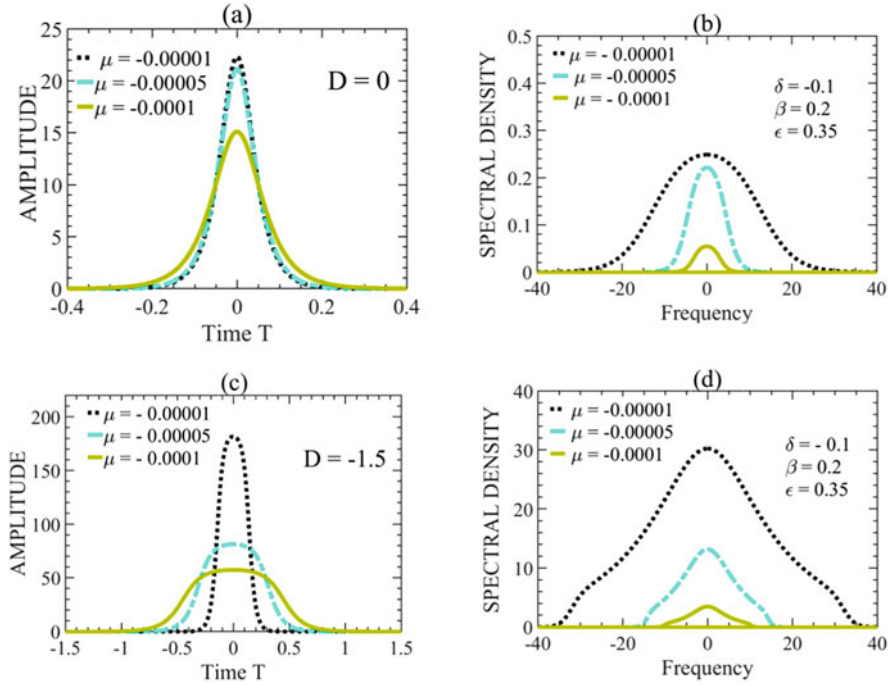 (a)
AMPLITUDE
25
20
15
10
5
0
μ = -0.00001
μ = -0.00005
μ = -0.0001
D = 0
-0.4 -0.2 0 0.2 0.4
Time T
(b)
SPECTRAL DENSITY
0.5
0.4
0.3
0.2
0.1
0
μ = - 0.00001
μ = -0.00005
μ = - 0.0001
δ = -0.1
β = 0.2
ϵ = 0.35
-40 -20 0 20 40
Frequency
(c)
AMPLITUDE
200
150
100
50
0
μ = - 0.00001
μ = - 0.00005
μ = - 0.0001
D = -1.5
-1.5 -1 -0.5 0 0.5 1 1.5
Time T
(d)
SPECTRAL DENSITY
40
30
20
10
0
μ = -0.00001
μ = -0.00005
μ = -0.0001
δ = - 0.1
β = 0.2
ϵ = 0.35
-40 -20 0 20 40
Frequency